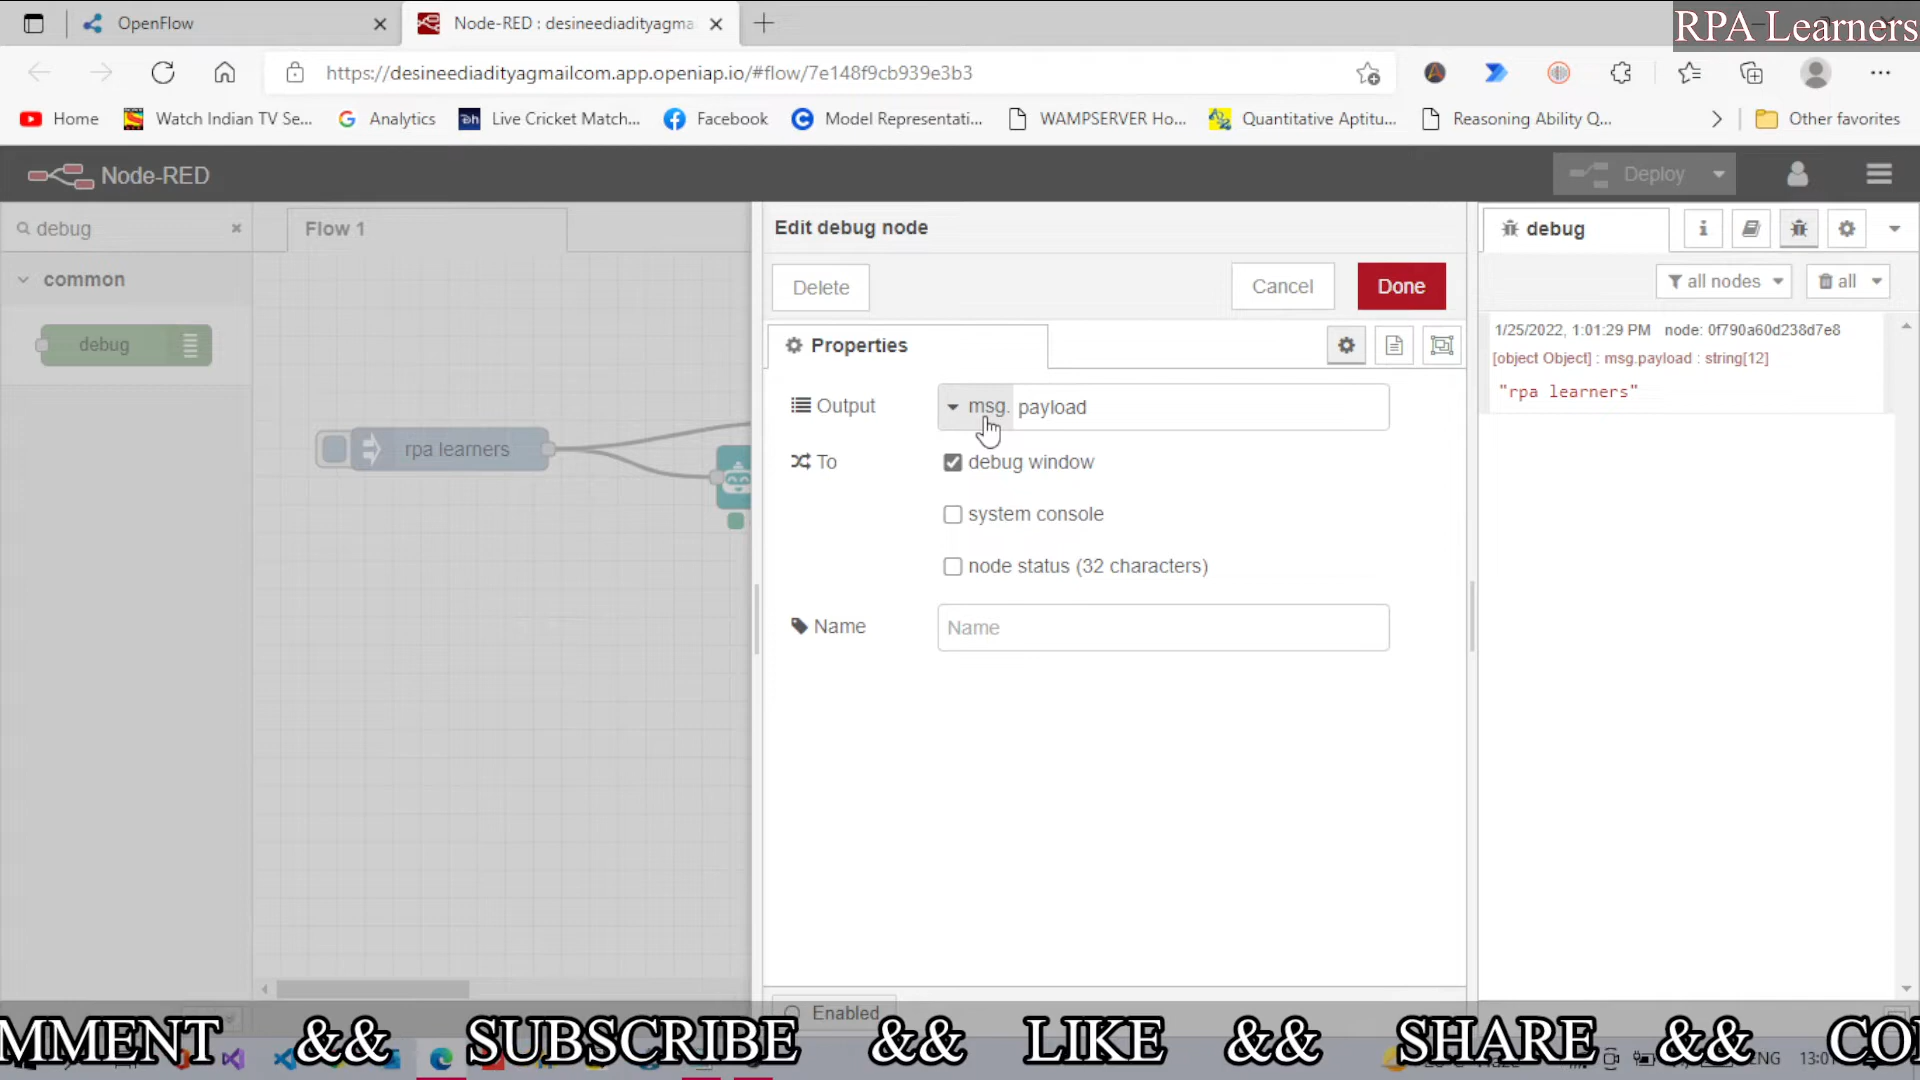 OpenFlow
Node-RED : desineediadityagma
RPA Learners
https://desineediadityagmailcom.app.openiap.io/#flow/7e148f9cb939e3b3
Home
Watch Indian TV Se...
Analytics
Live Cricket Match...
Facebook
Model Representati...
WAMPSERVER Ho...
Quantitative Aptitu...
Reasoning Ability Q...
Other favorites
Node-RED
Deploy
debug
Flow 1
Edit debug node
debug
all nodes
all
common
Delete
Cancel
Done
debug
Properties
1/25/2022, 1:01:29 PM node: 0f790a60d238d7e8
[object Object] : msg.payload : string[12]
"rpa learners"
Output
msg. payload
rpa learners
To
debug window
system console
node status (32 characters)
Name
Name
Enabled
MMENT && SUBSCRIBE && LIKE && SHARE && CO
ENG